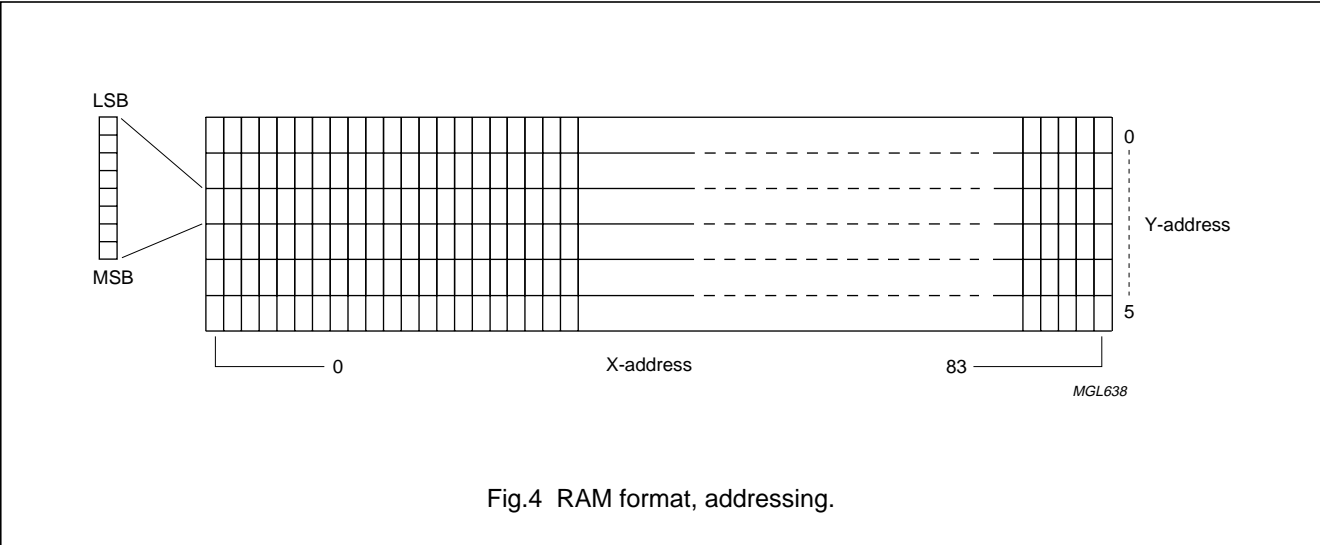 LSB
MSB
0
Y-address
5
0
X-address
83
MGL638
Fig.4 RAM format, addressing.